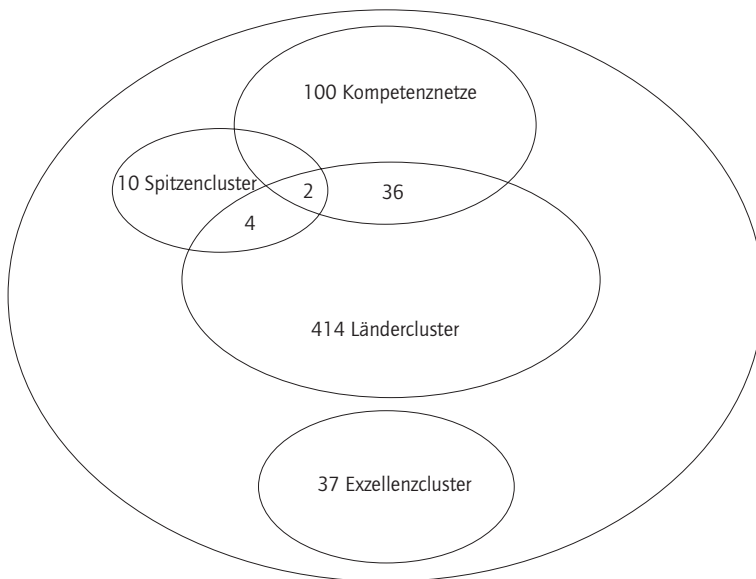 100 Kompetenznetze
10 Spitzencluster
2
36
4
414 Ländercluster
37 Exzellenzcluster